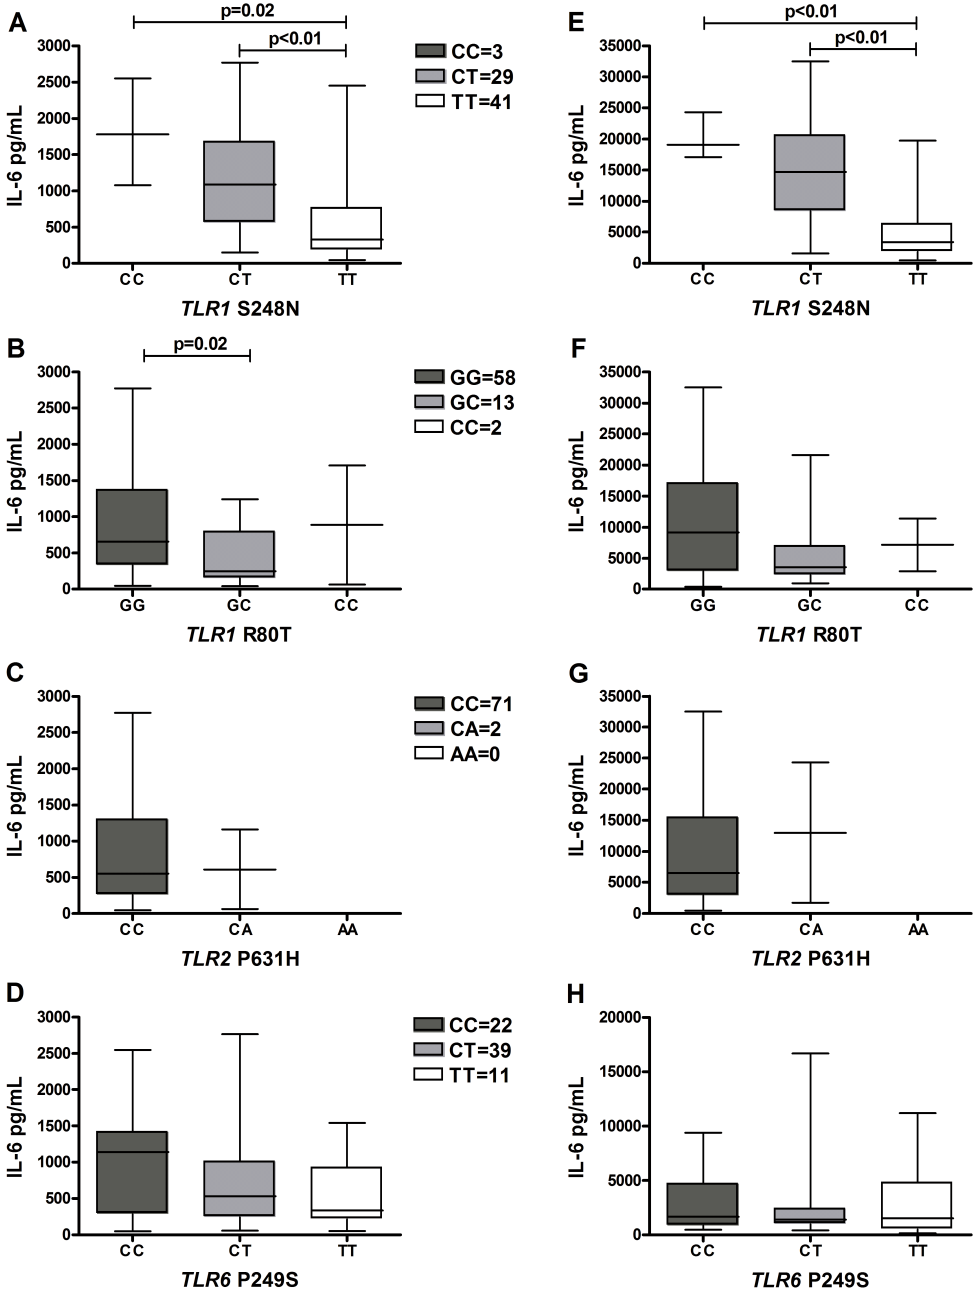 A
p=0.02
p<0.01
IL-6 pg/mL
3000
2500
2000
1500
1000
500
0
CC
CT
TT
TLR1 S248N
CC=3
CT=29
TT=41
E
p<0.01
p<0.01
IL-6 pg/mL
35000
30000
25000
20000
15000
10000
5000
0
CC
CT
TT
TLR1 S248N
B
p=0.02
IL-6 pg/mL
3000
2500
2000
1500
1000
500
0
GG
GC
CC
TLR1 R80T
GG=58
GC=13
CC=2
F
IL-6 pg/mL
35000
30000
25000
20000
15000
10000
5000
0
GG
GC
CC
TLR1 R80T
C
IL-6 pg/mL
3000
2500
2000
1500
1000
500
0
CC
CA
AA
TLR2 P631H
CC=71
CA=2
AA=0
G
IL-6 pg/mL
35000
30000
25000
20000
15000
10000
5000
0
CC
CA
AA
TLR2 P631H
D
IL-6 pg/mL
3000
2500
2000
1500
1000
500
0
CC
CT
TT
TLR6 P249S
CC=22
CT=39
TT=11
H
IL-6 pg/mL
20000
15000
10000
5000
0
CC
CT
TT
TLR6 P249S